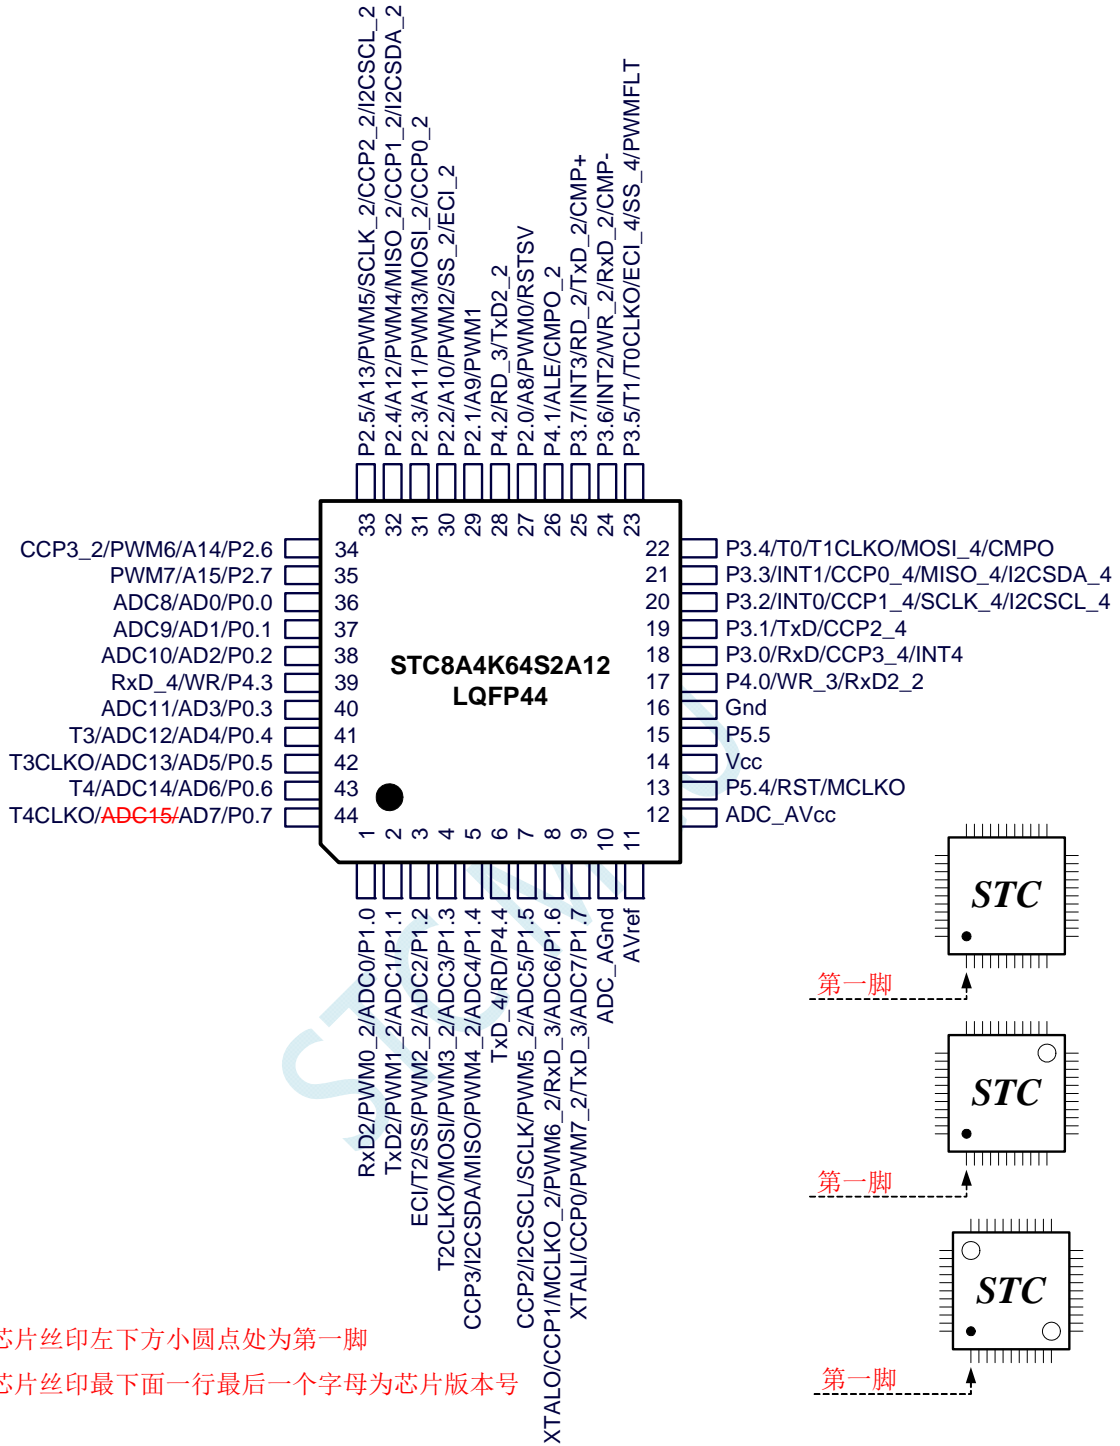 P2.5/A13/PWM5/SCLK_2/CCP2_2/I2CSCL_2
P2.4/A12/PWM4/MISO_2/CCP1_2/I2CSDA_2
P2.3/A11/PWM3/MOSI_2/CCP0_2
P2.2/A10/PWM2/SS_2/ECI_2
P2.1/A9/PWM1
P4.2/RD_3/TxD2_2
P2.0/A8/PWM0/RSTSV
P4.1/ALE/CMPO_2
P3.7/INT3/RD_2/TxD_2/CMP+
P3.6/INT2/WR_2/RxD_2/CMP-
P3.5/T1/T0CLKO/ECI_4/SS_4/PWMFLT
33 32 31 30 29 28 27 26 25 24 23
CCP3_2/PWM6/A14/P2.6 34
PWM7/A15/P2.7 35
ADC8/AD0/P0.0 36
ADC9/AD1/P0.1 37
ADC10/AD2/P0.2 38
RxD_4/WR/P4.3 39
ADC11/AD3/P0.3 40
T3/ADC12/AD4/P0.4 41
T3CLKO/ADC13/AD5/P0.5 42
T4/ADC14/AD6/P0.6 43
T4CLKO/ADC15/AD7/P0.7 44
STC8A4K64S2A12
LQFP44
22 P3.4/T0/T1CLKO/MOSI_4/CMPO
21 P3.3/INT1/CCP0_4/MISO_4/I2CSDA_4
20 P3.2/INT0/CCP1_4/SCLK_4/I2CSCL_4
19 P3.1/TxD/CCP2_4
18 P3.0/RxD/CCP3_4/INT4
17 P4.0/WR_3/RxD2_2
16 Gnd
15 P5.5
14 Vcc
13 P5.4/RST/MCLKO
12 ADC_AVcc
1 2 3 4 5 6 7 8 9 10 11
RxD2/PWM0_2/ADC0/P1.0
TxD2/PWM1_2/ADC1/P1.1
ECI/T2/SS/PWM2_2/ADC2/P1.2
T2CLKO/MOSI/PWM3_2/ADC3/P1.3
CCP3/I2CSDA/MISO/PWM4_2/ADC4/P1.4
TxD_4/RD/P4.4
CCP2/I2CSCL/SCLK/PWM5_2/ADC5/P1.5
XTALO/CCP1/MCLKO_2/PWM6_2/RxD_3/ADC6/P1.6
XTALI/CCP0/PWM7_2/TxD_3/ADC7/P1.7
ADC_AGnd
AVref
STC
第一脚
STC
第一脚
STC
第一脚
芯片丝印左下方小圆点处为第一脚
芯片丝印最下面一行最后一个字母为芯片版本号